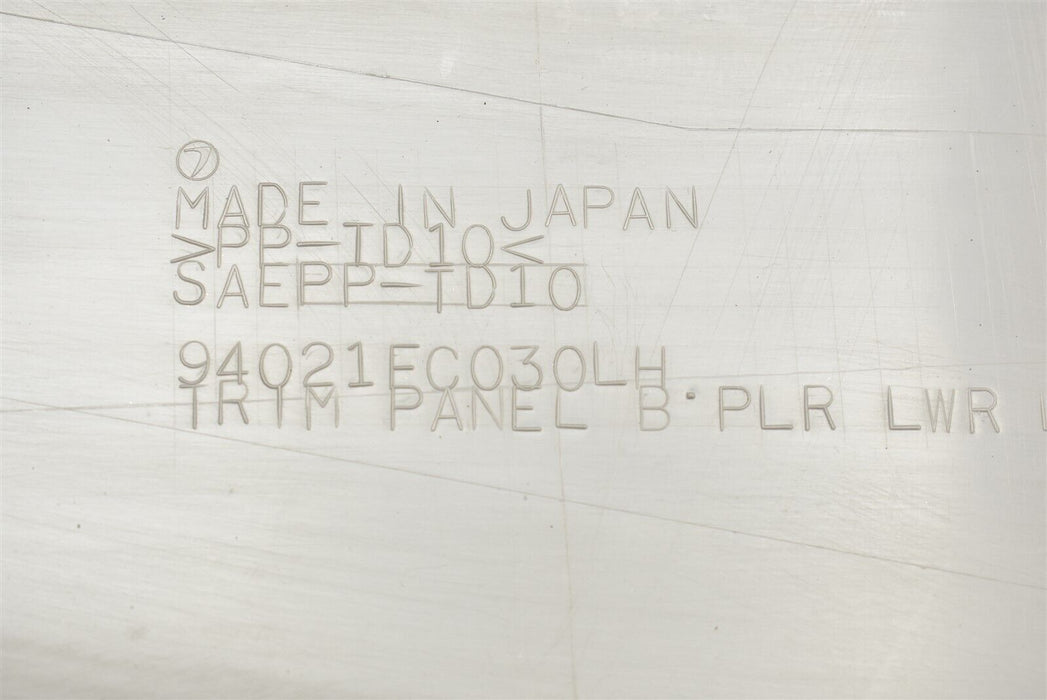 MADE IN JAPAN
>PP-TD10<
SAEPP-TD10
94021FC030LH
TRIM PANEL B·PLR LWR